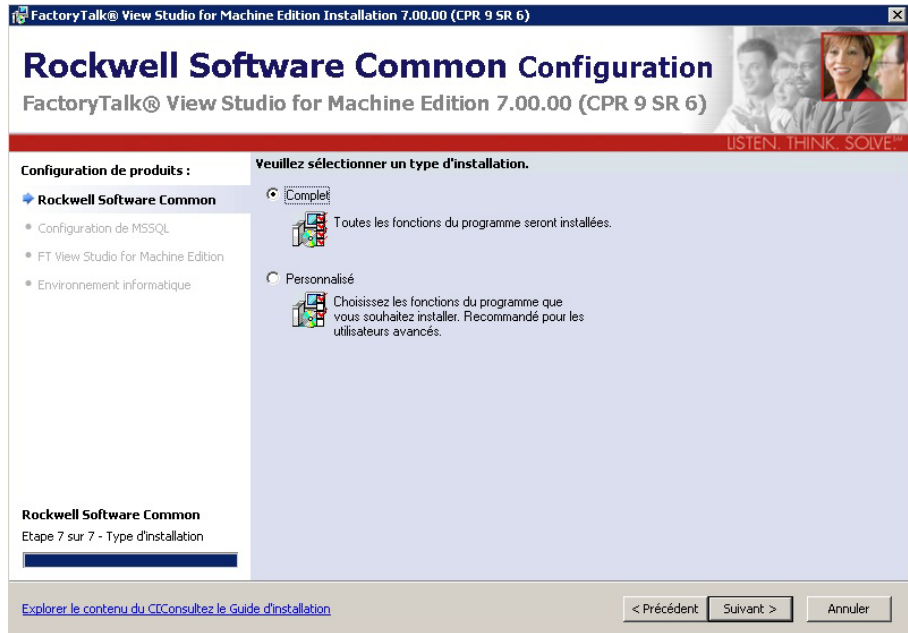 FactoryTalk® View Studio for Machine Edition Installation 7.00.00 (CPR 9 SR 6)
Rockwell Software Common Configuration
FactoryTalk® View Studio for Machine Edition 7.00.00 (CPR 9 SR 6)
LISTEN. THINK. SOLVE.℠
Configuration de produits :
Rockwell Software Common
Configuration de MSSQL
FT View Studio for Machine Edition
Environnement informatique
Veuillez sélectionner un type d'installation.
Complet
Toutes les fonctions du programme seront installées.
Personnalisé
Choisissez les fonctions du programme que
vous souhaitez installer. Recommandé pour les
utilisateurs avancés.
Rockwell Software Common
Etape 7 sur 7 - Type d'installation
Explorer le contenu du CIConsultez le Guide d'installation
< Précédent
Suivant >
Annuler